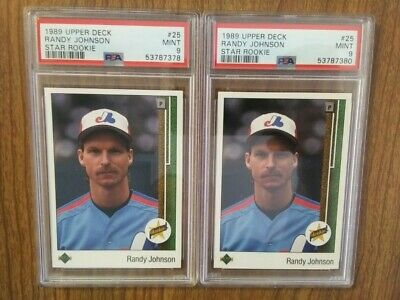 1989 UPPER DECK #25
RANDY JOHNSON MINT
STAR ROOKIE 9
PSA 53787378
P
Randy Johnson
1989 UPPER DECK #25
RANDY JOHNSON MINT
STAR ROOKIE 9
PSA 53787380
P
Randy Johnson